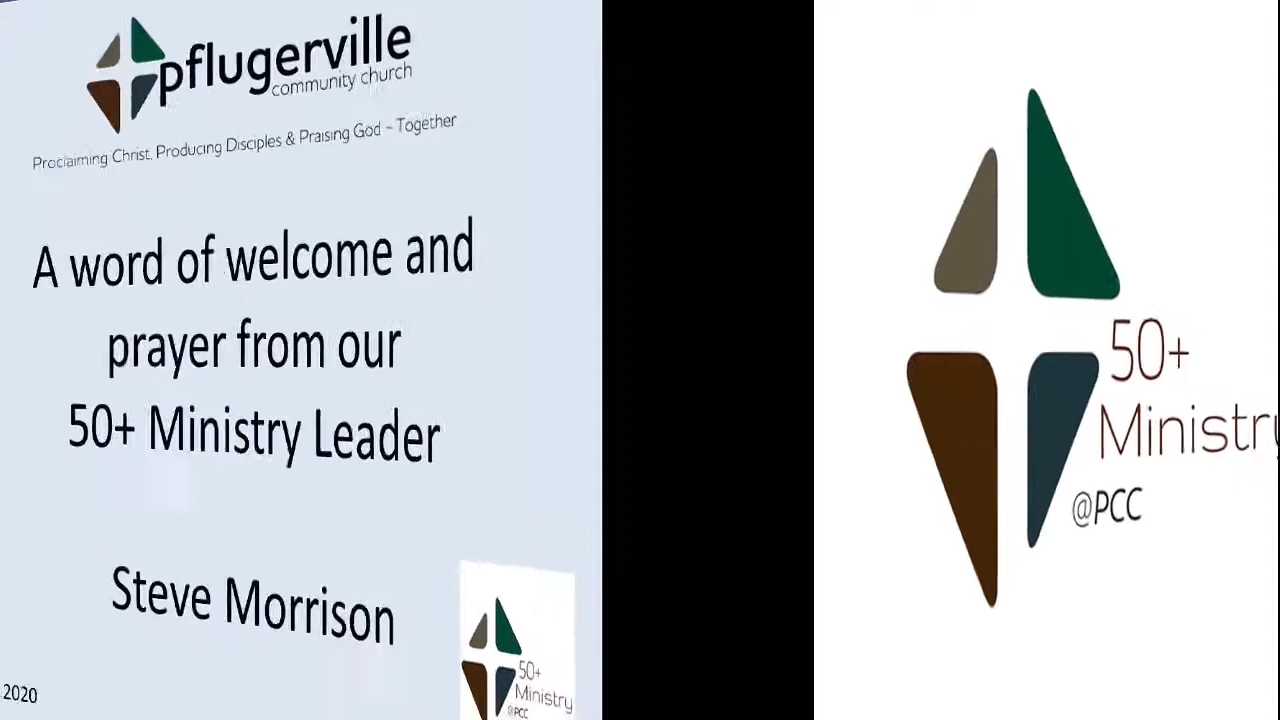 pflugerville
community church
Proclaiming Christ, Producing Disciples & Praising God - Together
A word of welcome and
prayer from our
50+ Ministry Leader
Steve Morrison
50+
Ministry
@PCC
2020
50+
Ministry
@PCC